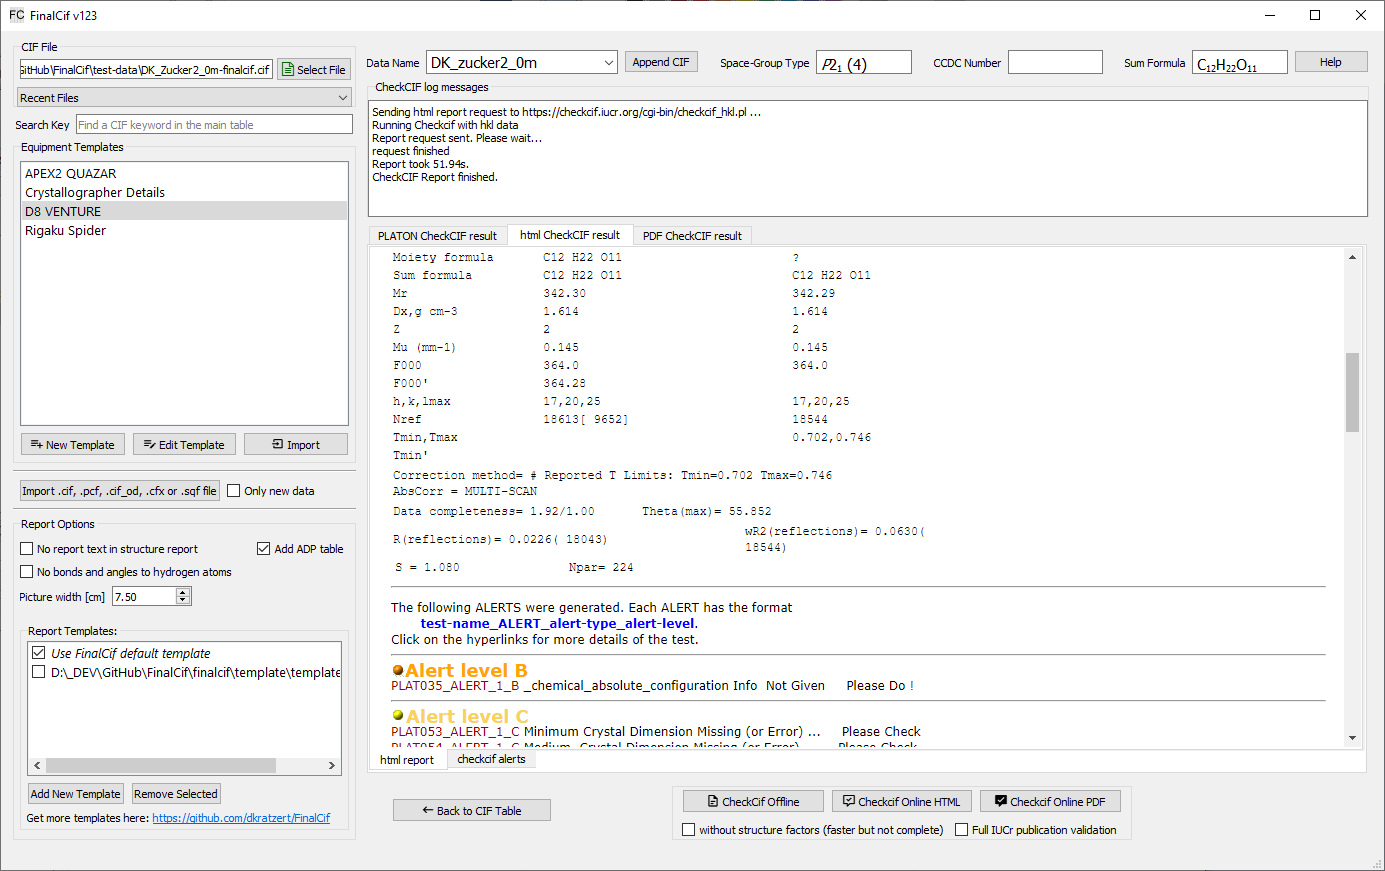 FC FinalCif v123
CIF File
GitHub\FinalCif\test-data\DK_Zucker2_0m-finalcif.cif
Select File
Recent Files
Search Key
Find a CIF keyword in the main table
Equipment Templates
APEX2 QUAZAR
Crystallographer Details
D8 VENTURE
Rigaku Spider
New Template
Edit Template
Import
Import .cif, .pcf, .cif_od, .cfx or .sqf file
Only new data
Report Options
No report text in structure report
Add ADP table
No bonds and angles to hydrogen atoms
Picture width [cm] 7.50
Report Templates:
Use FinalCif default template
D:\_DEV\GitHub\FinalCif\finalcif\template\template
Add New Template
Remove Selected
Get more templates here: https://github.com/dkratzert/FinalCif
Data Name DK_zucker2_0m
Append CIF
Space-Group Type P2₁ (4)
CCDC Number
Sum Formula C₁₂H₂₂O₁₁
Help
CheckCIF log messages
Sending html report request to https://checkcif.iucr.org/cgi-bin/checkcif_hkl.pl ...
Running Checkcif with hkl data
Report request sent. Please wait...
request finished
Report took 51.94s.
CheckCIF Report finished.
PLATON CheckCIF result
html CheckCIF result
PDF CheckCIF result
Moiety formula C12 H22 O11 ?
Sum formula C12 H22 O11 C12 H22 O11
Mr 342.30 342.29
Dx,g cm-3 1.614 1.614
Z 2 2
Mu (mm-1) 0.145 0.145
F000 364.0 364.0
F000' 364.28
h,k,lmax 17,20,25 17,20,25
Nref 18613[ 9652] 18544
Tmin,Tmax 0.702,0.746
Tmin'
Correction method= # Reported T Limits: Tmin=0.702 Tmax=0.746
AbsCorr = MULTI-SCAN
Data completeness= 1.92/1.00 Theta(max)= 55.852
R(reflections)= 0.0226( 18043) wR2(reflections)= 0.0630(
18544)
S = 1.080 Npar= 224
The following ALERTS were generated. Each ALERT has the format
test-name_ALERT_alert-type_alert-level.
Click on the hyperlinks for more details of the test.
Alert level B
PLAT035_ALERT_1_B _chemical_absolute_configuration Info Not Given Please Do !
Alert level C
PLAT053_ALERT_1_C Minimum Crystal Dimension Missing (or Error) ... Please Check
PLAT054_ALERT_1_C Medium Crystal Dimension Missing (or Error) ... Please Check
html report
checkcif alerts
Back to CIF Table
CheckCif Offline
Checkcif Online HTML
Checkcif Online PDF
without structure factors (faster but not complete)
Full IUCr publication validation